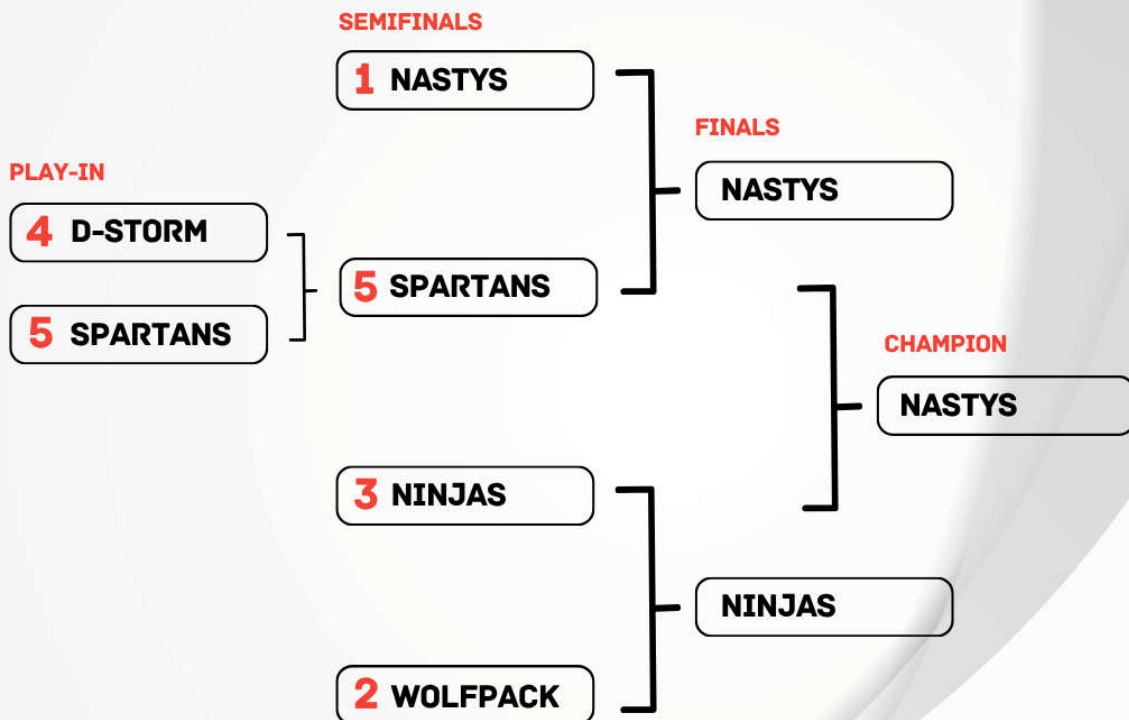 SEMIFINALS
1 NASTYS
FINALS
PLAY-IN
NASTYS
4 D-STORM
5 SPARTANS
5 SPARTANS
CHAMPION
NASTYS
3 NINJAS
NINJAS
2 WOLFPACK